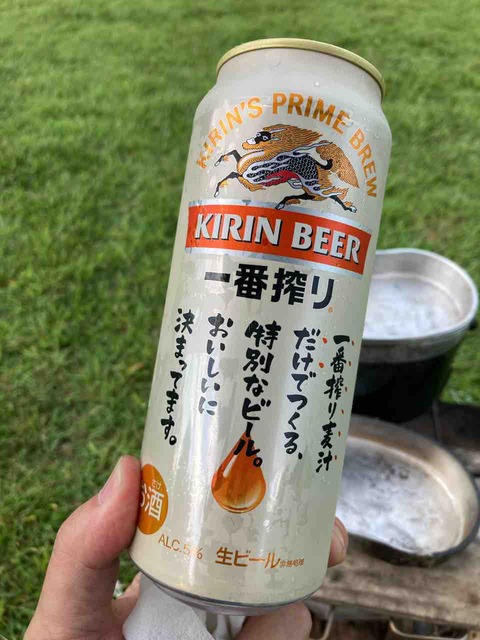 KIRIN'S PRIME BREW
KIRIN BEER
一番搾り
一番搾り麦汁
だけでつくる、
特別なビール。
おいしいに
決まってます。
お酒
ALC.5% 生ビール